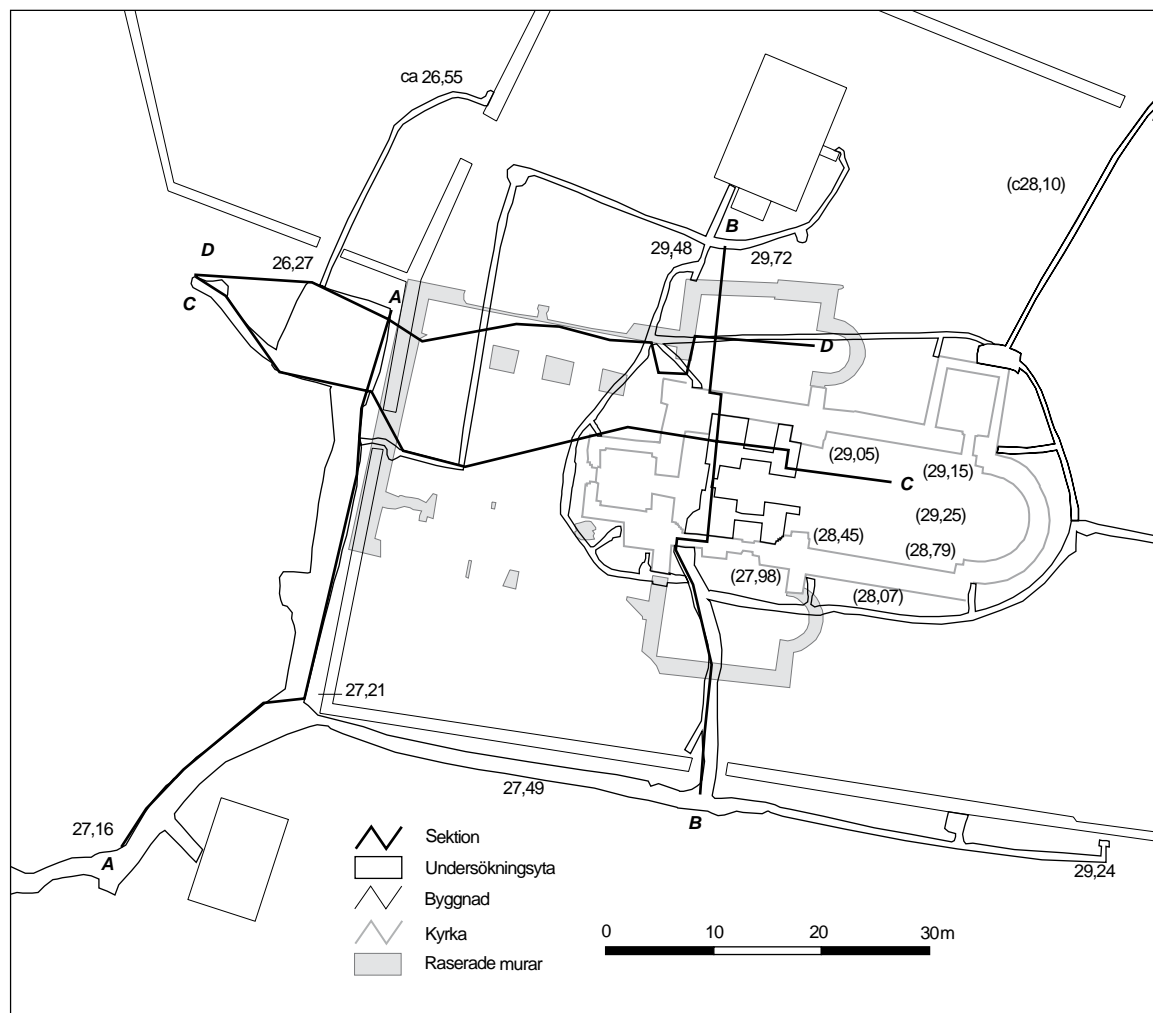 ca 26,55
(c28,10)
B
D
26,27
29,48
29,72
C
A
D
(29,05)
(29,15)
C
(29,25)
(28,45)
(28,79)
(27,98)
(28,07)
27,21
27,49
27,16
A
B
29,24
Sektion
Undersökningsyta
Byggnad
Kyrka
Raserade murar
0 10 20 30m